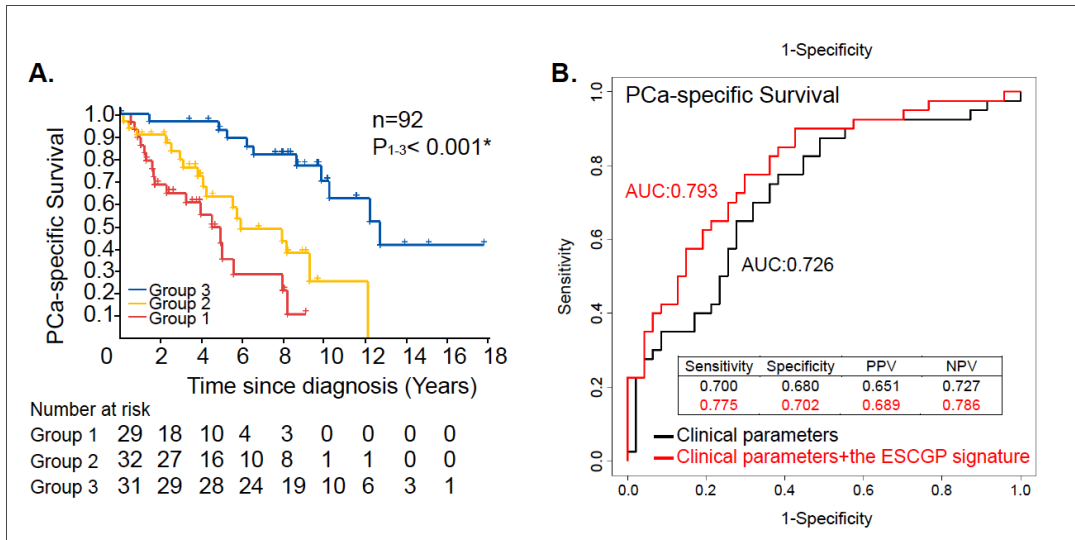 1-Specificity
A.
PCa-specific Survival
1.0
0.9
0.8
0.7
0.6
0.5
0.4
0.3
0.2
0.1
n=92
P1-3< 0.001*
Group 3
Group 2
Group 1
0 2 4 6 8 10 12 14 16 18
Time since diagnosis (Years)
Number at risk
Group 1 29 18 10 4 3 0 0 0 0
Group 2 32 27 16 10 8 1 1 0 0
Group 3 31 29 28 24 19 10 6 3 1
B.
PCa-specific Survival
Sensitivity
1.0
0.8
0.6
0.4
0.2
0.0
AUC:0.793
AUC:0.726
Sensitivity Specificity PPV NPV
0.700 0.680 0.651 0.727
0.775 0.702 0.689 0.786
Clinical parameters
Clinical parameters+the ESCGP signature
0.0 0.2 0.4 0.6 0.8 1.0
1-Specificity